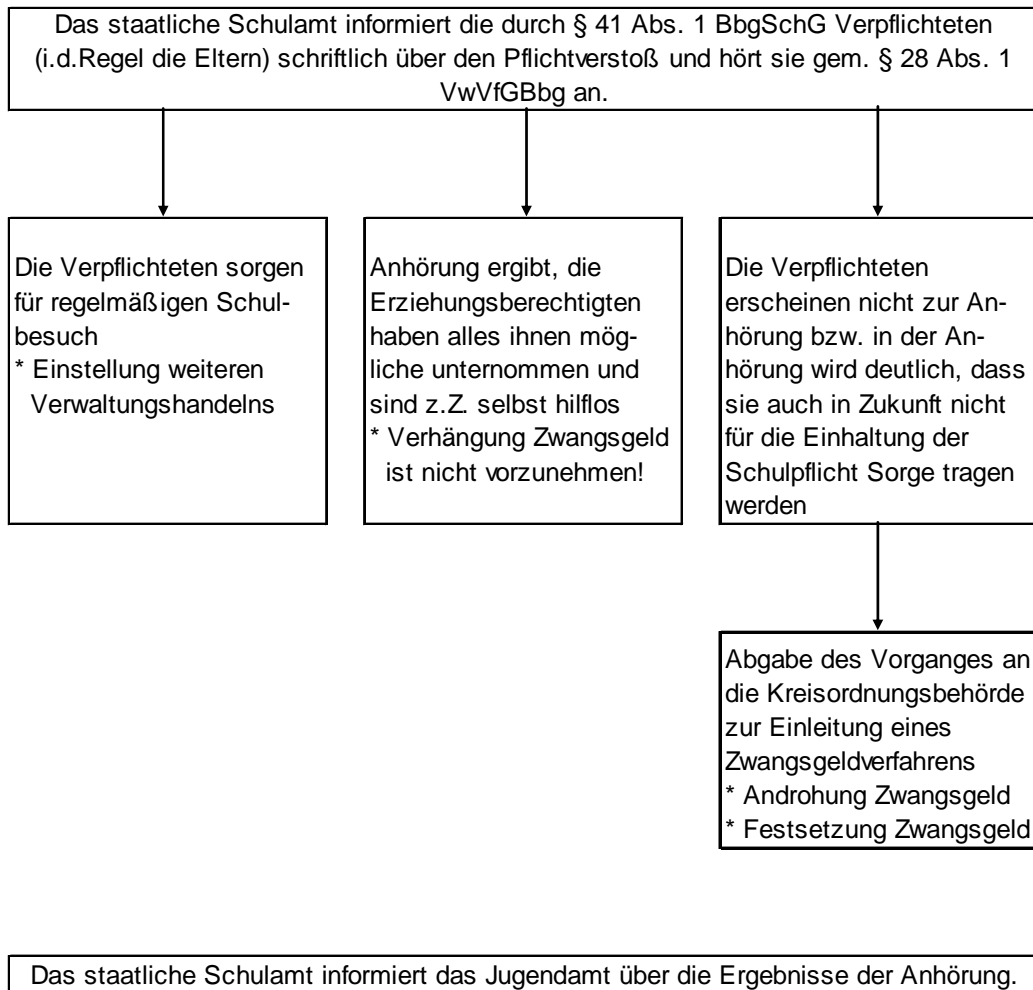 Das staatliche Schulamt informiert die durch § 41 Abs. 1 BbgSchG Verpflichteten
(i.d.Regel die Eltern) schriftlich über den Pflichtverstoß und hört sie gem. § 28 Abs. 1
VwVfGBbg an.
Die Verpflichteten sorgen
für regelmäßigen Schul-
besuch
* Einstellung weiteren
Verwaltungshandelns
Anhörung ergibt, die
Erziehungsberechtigten
haben alles ihnen mög-
liche unternommen und
sind z.Z. selbst hilflos
* Verhängung Zwangsgeld
ist nicht vorzunehmen!
Die Verpflichteten
erscheinen nicht zur An-
hörung bzw. in der An-
hörung wird deutlich, dass
sie auch in Zukunft nicht
für die Einhaltung der
Schulpflicht Sorge tragen
werden
Abgabe des Vorganges an
die Kreisordnungsbehörde
zur Einleitung eines
Zwangsgeldverfahrens
* Androhung Zwangsgeld
* Festsetzung Zwangsgeld
Das staatliche Schulamt informiert das Jugendamt über die Ergebnisse der Anhörung.